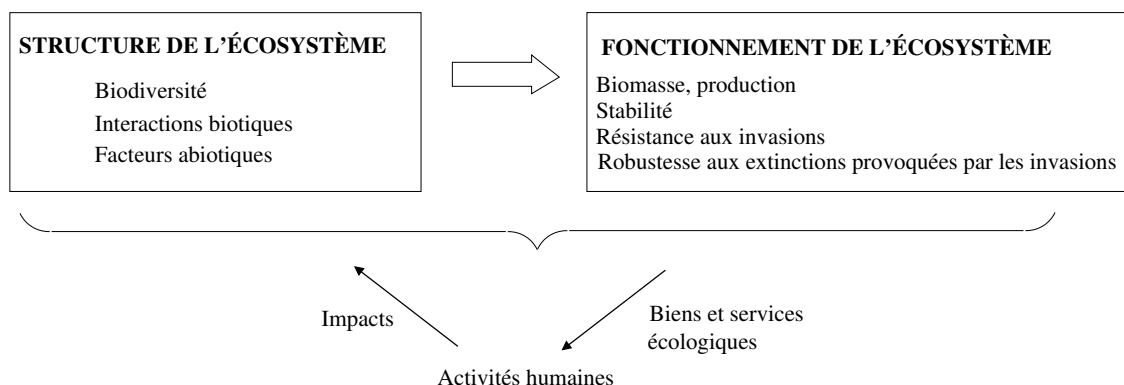 STRUCTURE DE L’ÉCOSYSTÈME
Biodiversité
Interactions biotiques
Facteurs abiotiques
FONCTIONNEMENT DE L’ÉCOSYSTÈME
Biomasse, production
Stabilité
Résistance aux invasions
Robustesse aux extinctions provoquées par les invasions
Impacts
Biens et services
écologiques
Activités humaines